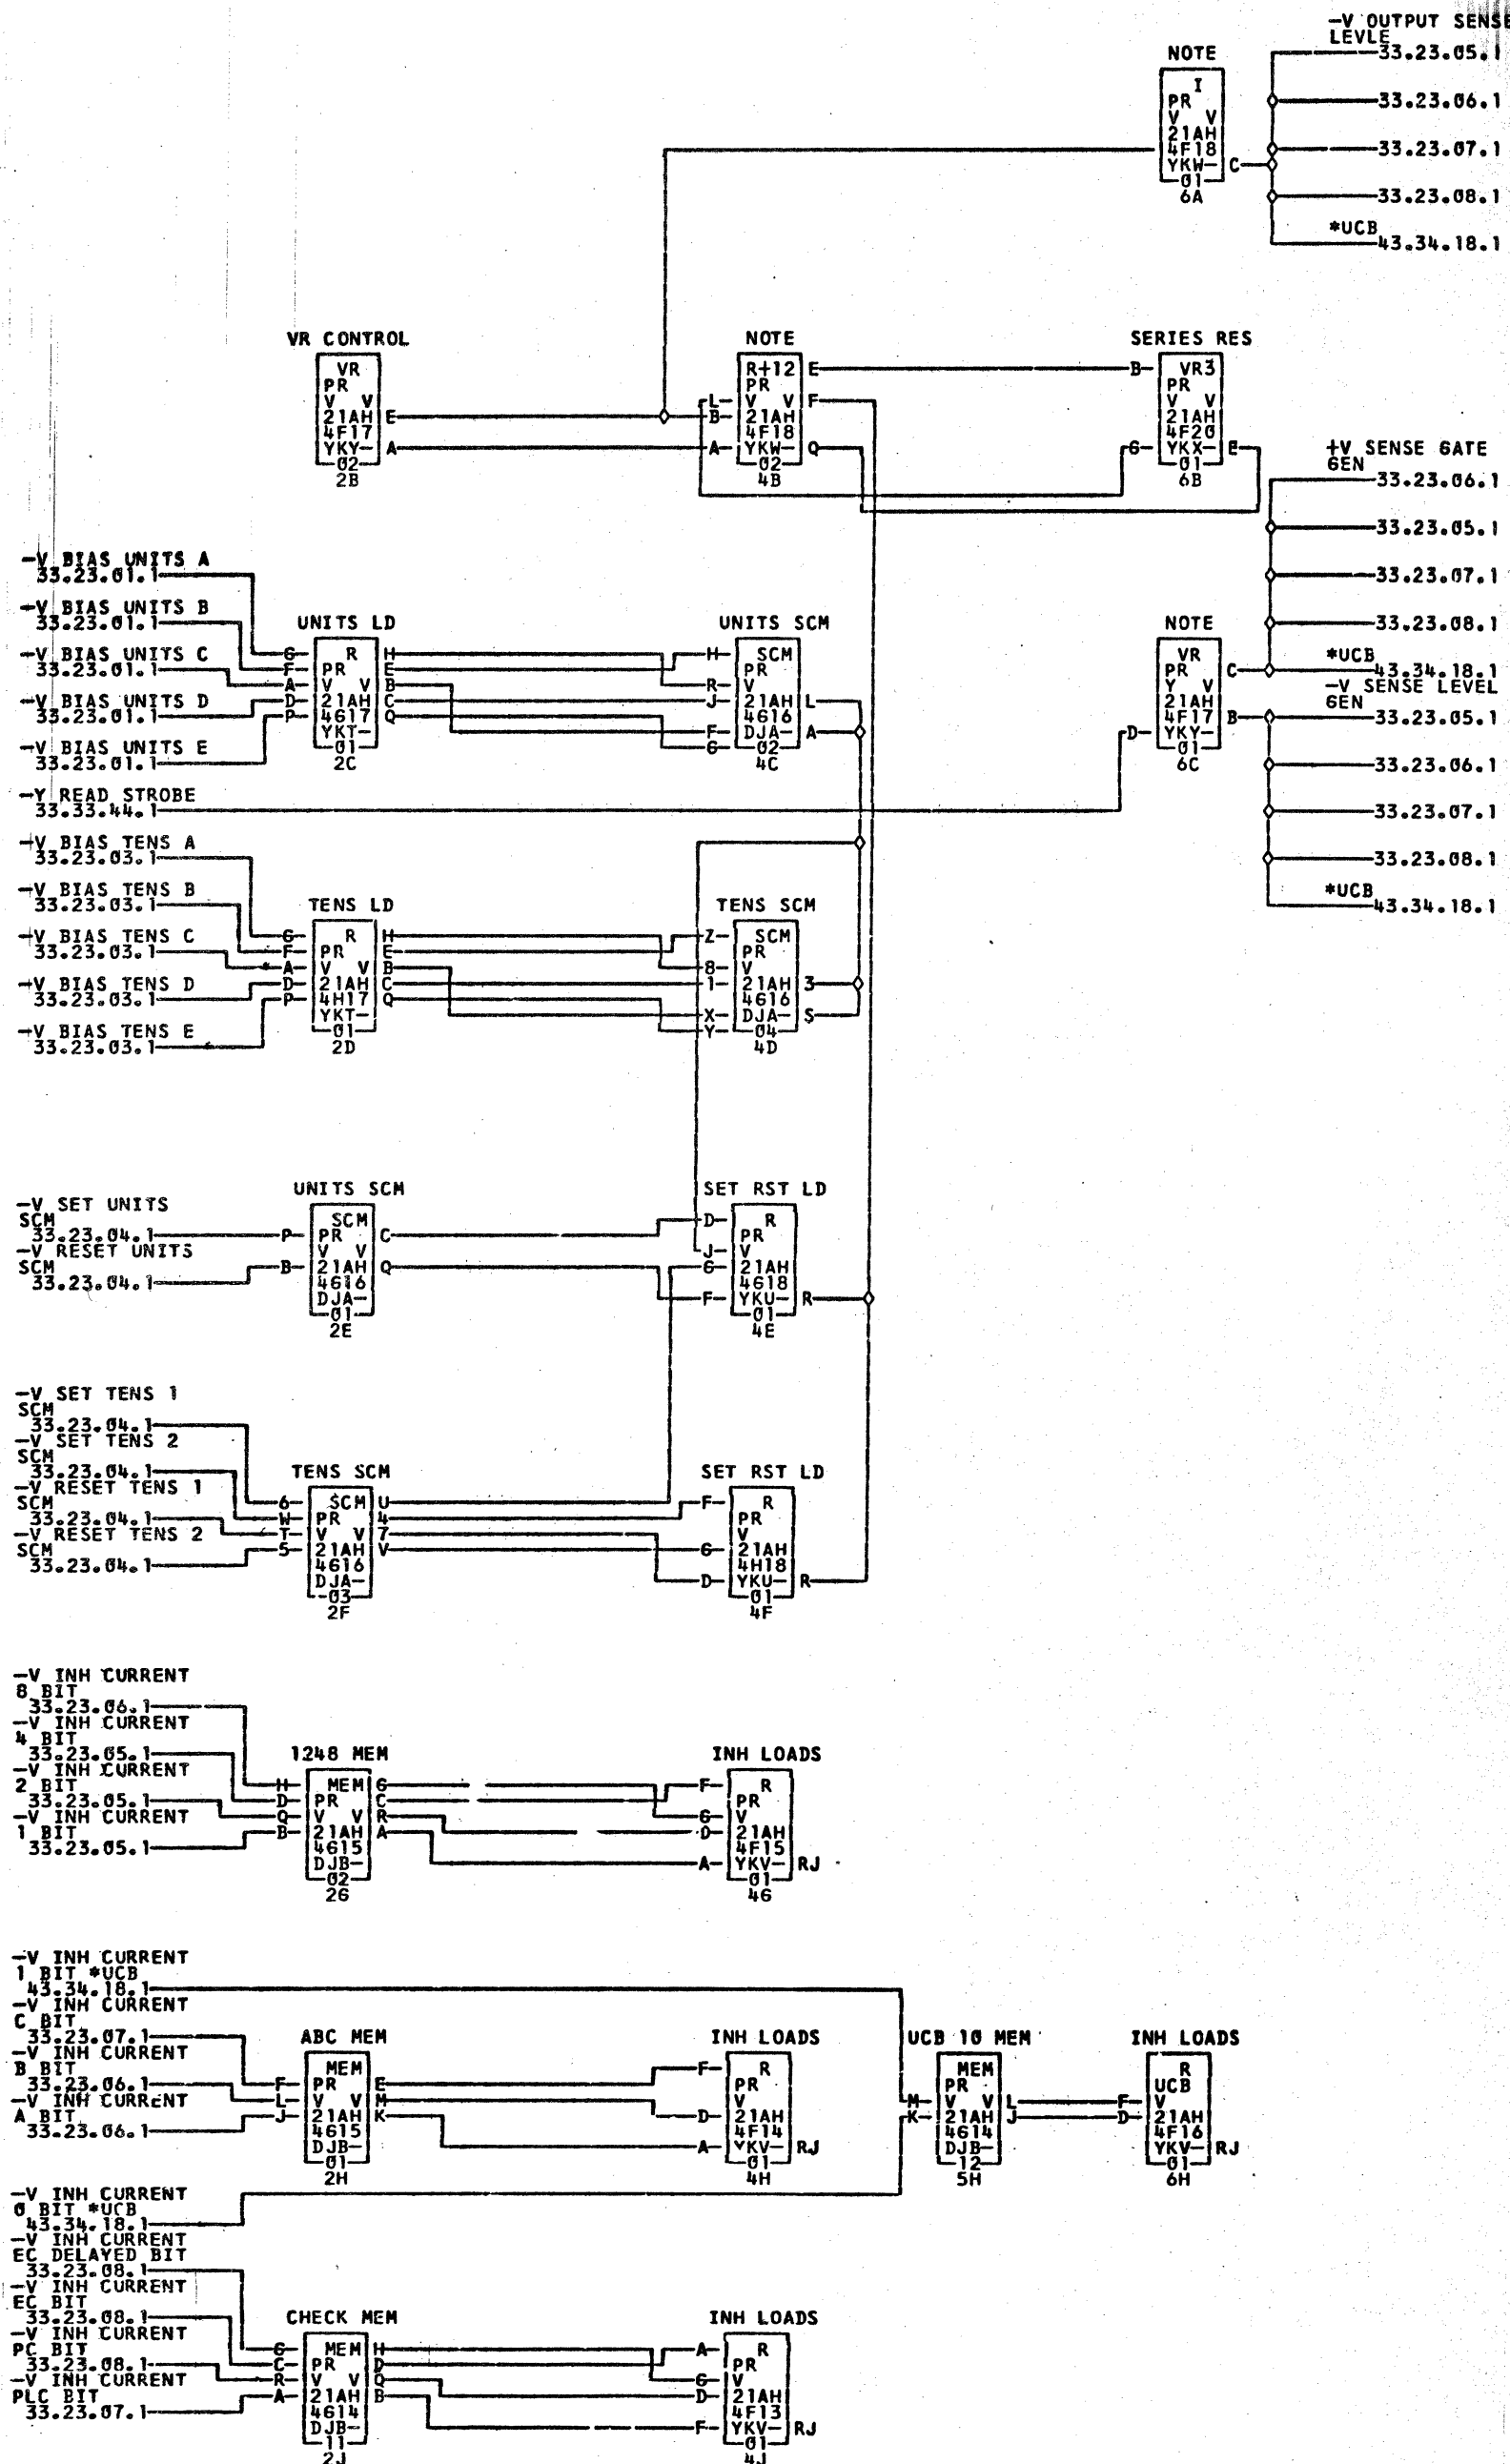 -V OUTPUT SENSE
LEVLE
33.23.05.1
NOTE
I
PR
V V
21AH
4F18
YKW- C
01
6A
33.23.06.1
33.23.07.1
33.23.08.1
*UCB
43.34.18.1
VR CONTROL
VR
PR
V V
21AH E
4F17
YKY- A
02
2B
NOTE
R+12 E
PR
L V V F
B 21AH
4F18
A YKW- Q
02
4B
SERIES RES
B VR3
PR
V V
21AH
4F20
G YKX- E
01
6B
+V SENSE GATE
GEN
33.23.06.1
33.23.05.1
33.23.07.1
33.23.08.1
*UCB
43.34.18.1
-V SENSE LEVEL
GEN
33.23.05.1
33.23.06.1
33.23.07.1
33.23.08.1
*UCB
43.34.18.1
NOTE
VR
PR C
Y V
21AH
4F17 B
D YKY-
01
6C
-V BIAS UNITS A
33.23.01.1
-V BIAS UNITS B
33.23.01.1
-V BIAS UNITS C
33.23.01.1
-V BIAS UNITS D
33.23.01.1
-V BIAS UNITS E
33.23.01.1
UNITS LD
G R H
F PR E
A V V B
D 21AH C
P 4G17 Q
YKT-
01
2C
UNITS SCM
H SCM
PR
R V
J 21AH L
4G16
F DJA- A
G 02
4C
-Y READ STROBE
33.33.44.1
-V BIAS TENS A
33.23.03.1
-V BIAS TENS B
33.23.03.1
-V BIAS TENS C
33.23.03.1
-V BIAS TENS D
33.23.03.1
-V BIAS TENS E
33.23.03.1
TENS LD
G R H
F PR E
A V V B
D 21AH C
P 4H17 Q
YKT-
01
2D
TENS SCM
Z SCM
PR
8 V
1 21AH 3
4G16
X DJA- S
Y 04
4D
-V SET UNITS
SCM
33.23.04.1
-V RESET UNITS
SCM
33.23.04.1
UNITS SCM
SCM
P PR C
V V
B 21AH Q
4G16
DJA-
01
2E
SET RST LD
D R
PR
J V
G 21AH
4G18
F YKU- R
01
4E
-V SET TENS 1
SCM
33.23.04.1
-V SET TENS 2
SCM
33.23.04.1
-V RESET TENS 1
SCM
33.23.04.1
-V RESET TENS 2
SCM
33.23.04.1
TENS SCM
6 SCM U
W PR 4
T V V 7
5 21AH V
4G16
DJA-
03
2F
SET RST LD
F R
PR
V
G 21AH
4H18
D YKU- R
01
4F
-V INH CURRENT
8 BIT
33.23.06.1
-V INH CURRENT
4 BIT
33.23.05.1
-V INH CURRENT
2 BIT
33.23.05.1
-V INH CURRENT
1 BIT
33.23.05.1
1248 MEM
H MEM G
D PR C
Q V V R
B 21AH A
4G15
DJB-
02
2G
INH LOADS
F R
PR
G V
D 21AH
4F15
A YKV- RJ
01
4G
-V INH CURRENT
1 BIT *UCB
43.34.18.1
-V INH CURRENT
C BIT
33.23.07.1
-V INH CURRENT
B BIT
33.23.06.1
-V INH CURRENT
A BIT
33.23.06.1
ABC MEM
MEM
F PR E
L V V M
J 21AH K
4G15
DJB-
01
2H
INH LOADS
F R
PR
V
D 21AH
4F14
A YKV- RJ
01
4H
UCB 10 MEM
MEM
PR
M V V L
K 21AH J
4G14
DJB-
12
5H
INH LOADS
R
UCB
F V
D 21AH
4F16
YKV- RJ
01
6H
-V INH CURRENT
0 BIT *UCB
43.34.18.1
-V INH CURRENT
EC DELAYED BIT
33.23.08.1
-V INH CURRENT
EC BIT
33.23.08.1
-V INH CURRENT
PC BIT
33.23.08.1
-V INH CURRENT
PLC BIT
33.23.07.1
CHECK MEM
G MEM H
C PR D
R V V Q
A 21AH B
4G14
DJB-
11
2J
INH LOADS
A R
PR
G V
D 21AH
4F13
F YKV- RJ
01
4J